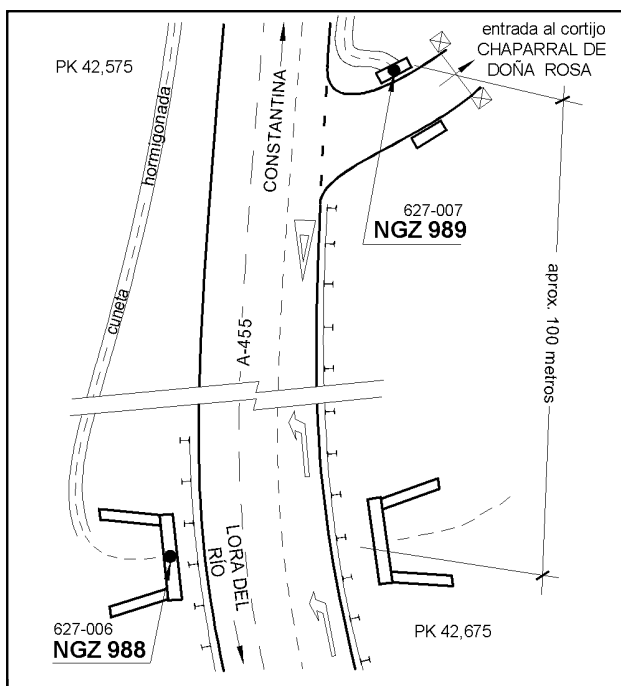 entrada al cortijo
CHAPARRAL DE
DOÑA ROSA
PK 42,575
hormigonada
cuneta
CONSTANTINA
627-007
NGZ 989
aprox. 100 metros
A-455
LORA DEL
RÍO
627-006
NGZ 988
PK 42,675